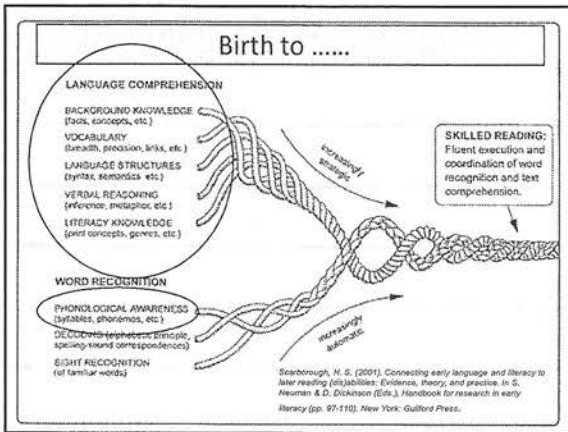 Birth to ......
LANGUAGE COMPREHENSION
BACKGROUND KNOWLEDGE
(facts, concepts, etc.)
VOCABULARY
(breadth, precision, links, etc.)
LANGUAGE STRUCTURES
(syntax, semantics, etc.)
VERBAL REASONING
(inference, metaphor, etc.)
LITERACY KNOWLEDGE
(print concepts, genres, etc.)
WORD RECOGNITION
PHONOLOGICAL AWARENESS
(syllables, phonemes, etc.)
DECODING (alphabetic principle,
spelling-sound correspondences)
SIGHT RECOGNITION
(of familiar words)
increasingly
strategic
increasingly
automatic
SKILLED READING:
Fluent execution and
coordination of word
recognition and text
comprehension.
Scarborough, H. S. (2001). Connecting early language and literacy to
later reading (dis)abilities: Evidence, theory, and practice. In S.
Neuman & D. Dickinson (Eds.), Handbook for research in early
literacy (pp. 97-110). New York: Guilford Press.